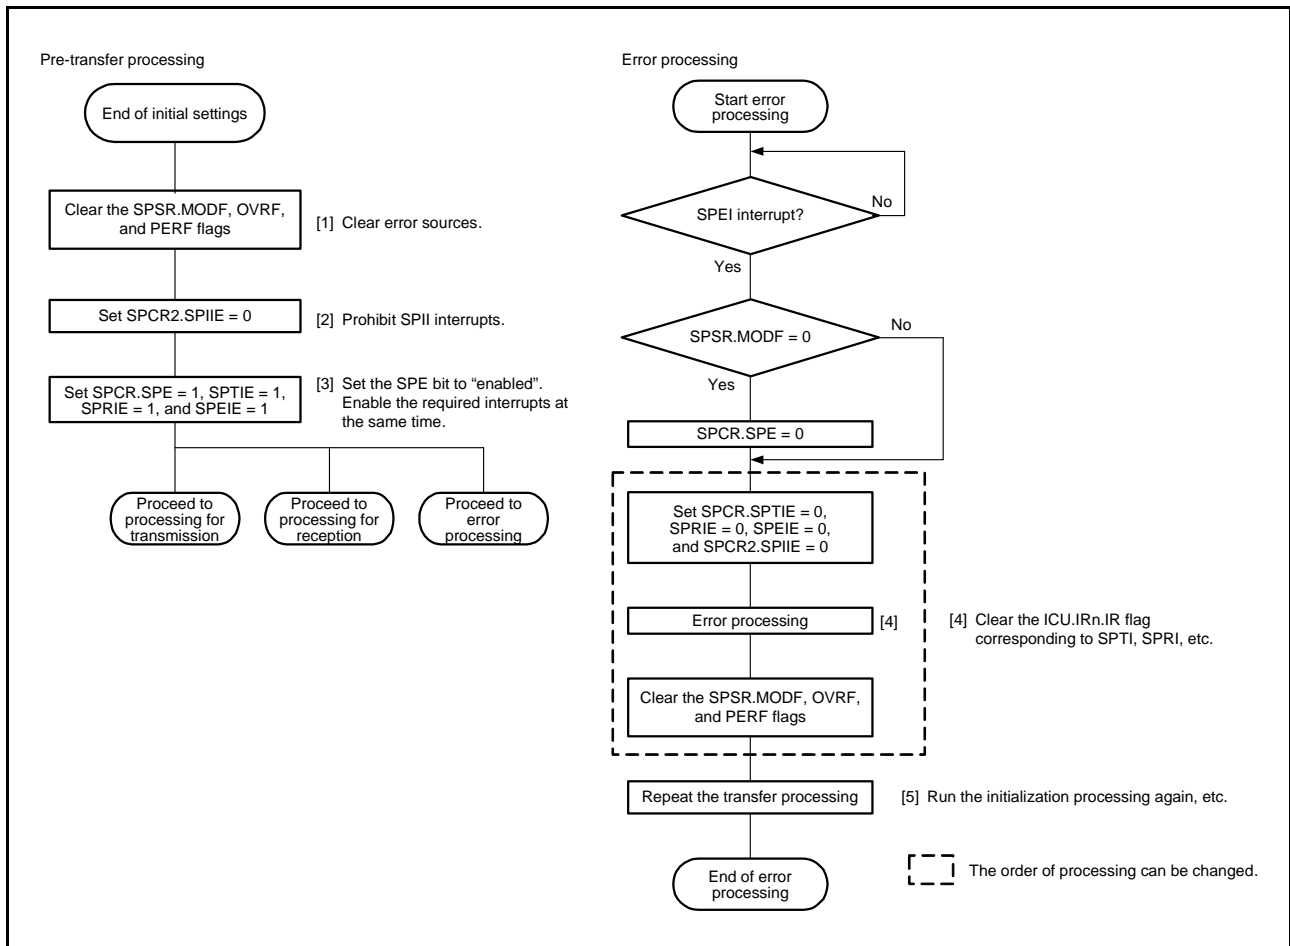 Pre-transfer processing
End of initial settings
Clear the SPSR.MODF, OVRF,
and PERF flags
[1] Clear error sources.
Set SPCR2.SPIIE = 0
[2] Prohibit SPII interrupts.
Set SPCR.SPE = 1, SPTIE = 1,
SPRIE = 1, and SPEIE = 1
[3] Set the SPE bit to “enabled”.
Enable the required interrupts at
the same time.
Proceed to
processing for
transmission
Proceed to
processing for
reception
Proceed to
error
processing
Error processing
Start error
processing
SPEI interrupt?
No
Yes
SPSR.MODF = 0
No
Yes
SPCR.SPE = 0
Set SPCR.SPTIE = 0,
SPRIE = 0, SPEIE = 0,
and SPCR2.SPIIE = 0
Error processing
[4]
[4] Clear the ICU.IRn.IR flag
corresponding to SPTI, SPRI, etc.
Clear the SPSR.MODF, OVRF,
and PERF flags
Repeat the transfer processing
[5] Run the initialization processing again, etc.
End of error
processing
The order of processing can be changed.